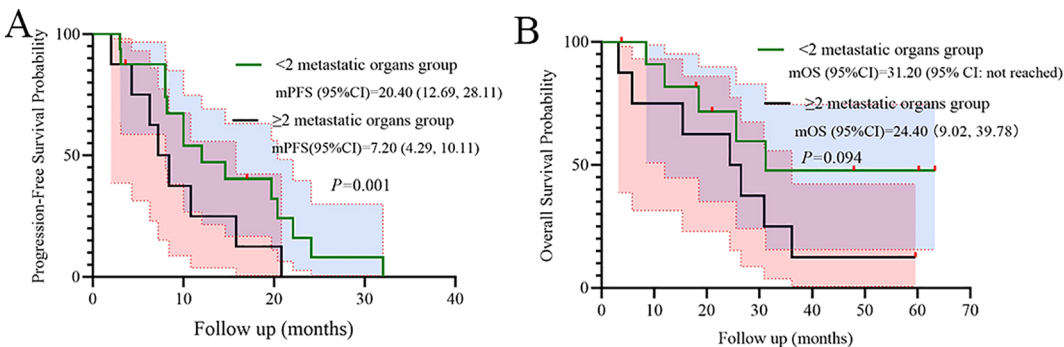 A
Progression-Free Survival Probability
100
50
0
<2 metastatic organs group
mPFS (95%CI)=20.40 (12.69, 28.11)
≥2 metastatic organs group
mPFS(95%CI)=7.20 (4.29, 10.11)
P=0.001
0 10 20 30 40
Follow up (months)
B
Overall Survival Probability
100
50
0
<2 metastatic organs group
mOS (95%CI)=31.20 (95% CI: not reached)
≥2 metastatic organs group
mOS (95%CI)=24.40 (9.02, 39.78)
P=0.094
0 10 20 30 40 50 60 70
Follow up (months)